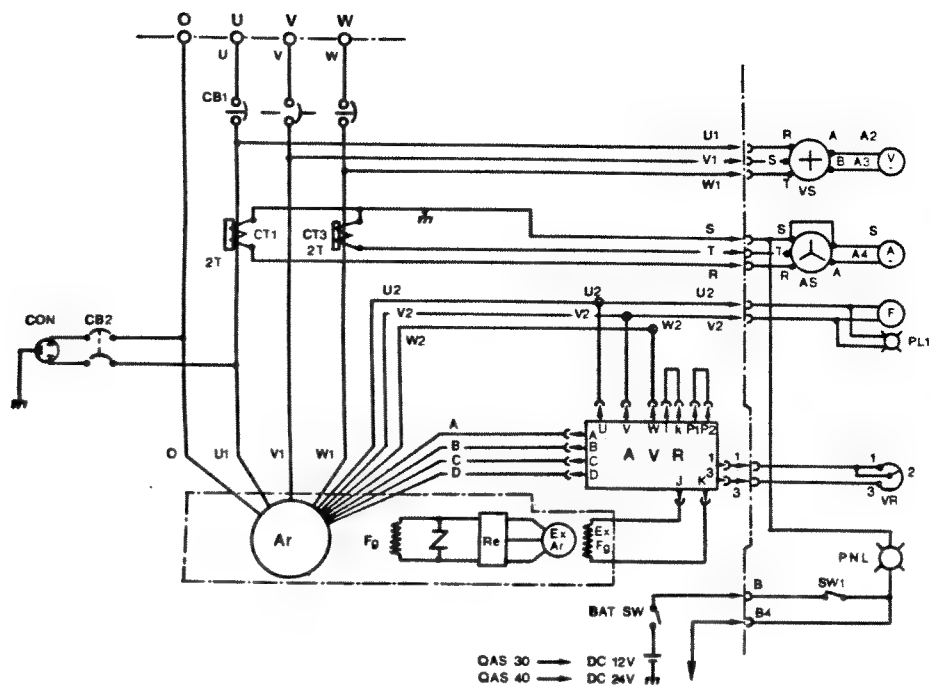 O U V W
U V W
CB1
U1 R A A2
V1 S B A3 V
W1 T VS
CT1 CT3
2T 2T
S S S
T T A4 A
R R A
AS
U2 U2 U2 F
V2 V2 V2
W2 W2
PL1
CON CB2
U V W l k P1 P2
A A
B B
C C
D D
A V R
1 1 1
3 3 3
2
VR
J K
O U1 V1 W1
Ar
Fg
Re
Ex
Ar
Ex
Fg
PNL
B SW1
BAT SW
B4
QAS 30 DC 12V
QAS 40 DC 24V